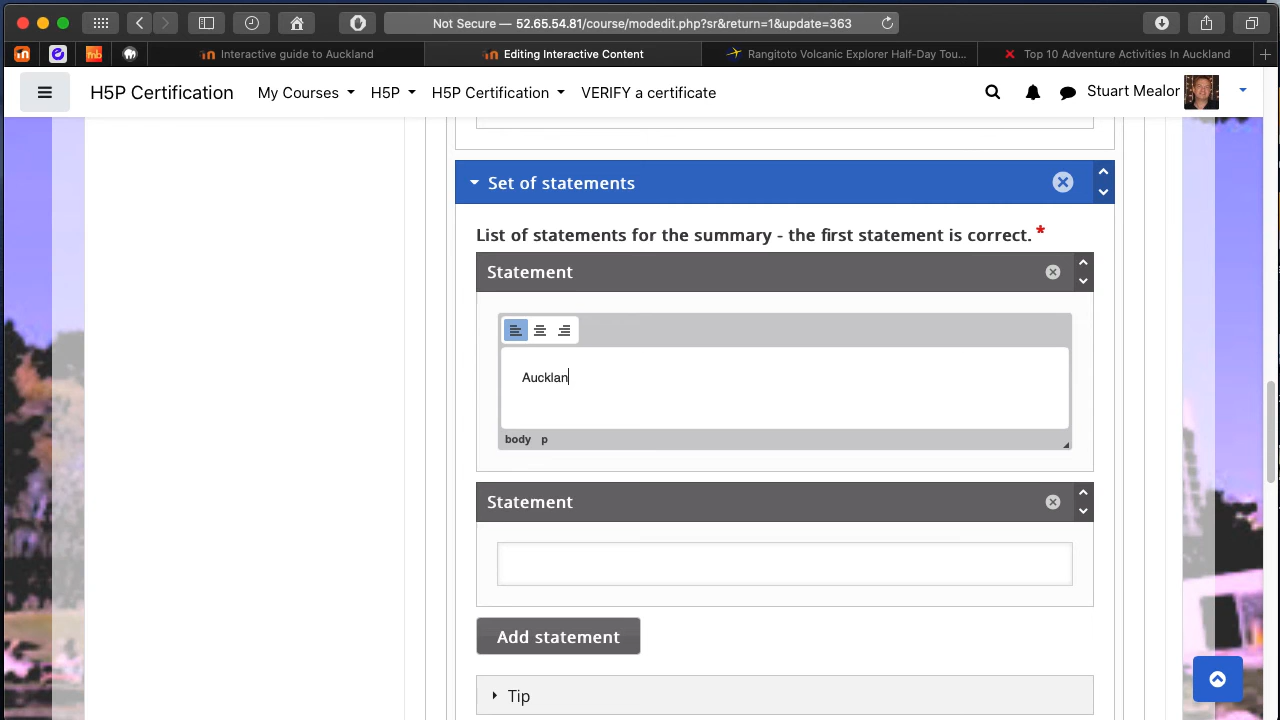 Not Secure — 52.65.54.81/course/modedit.php?sr&return=1&update=363
Interactive guide to Auckland
Editing Interactive Content
Rangitoto Volcanic Explorer Half-Day Tou...
Top 10 Adventure Activities In Auckland
H5P Certification
My Courses
H5P
H5P Certification
VERIFY a certificate
Stuart Mealor
Set of statements
List of statements for the summary - the first statement is correct. *
Statement
Aucklan
body p
Statement
Add statement
Tip